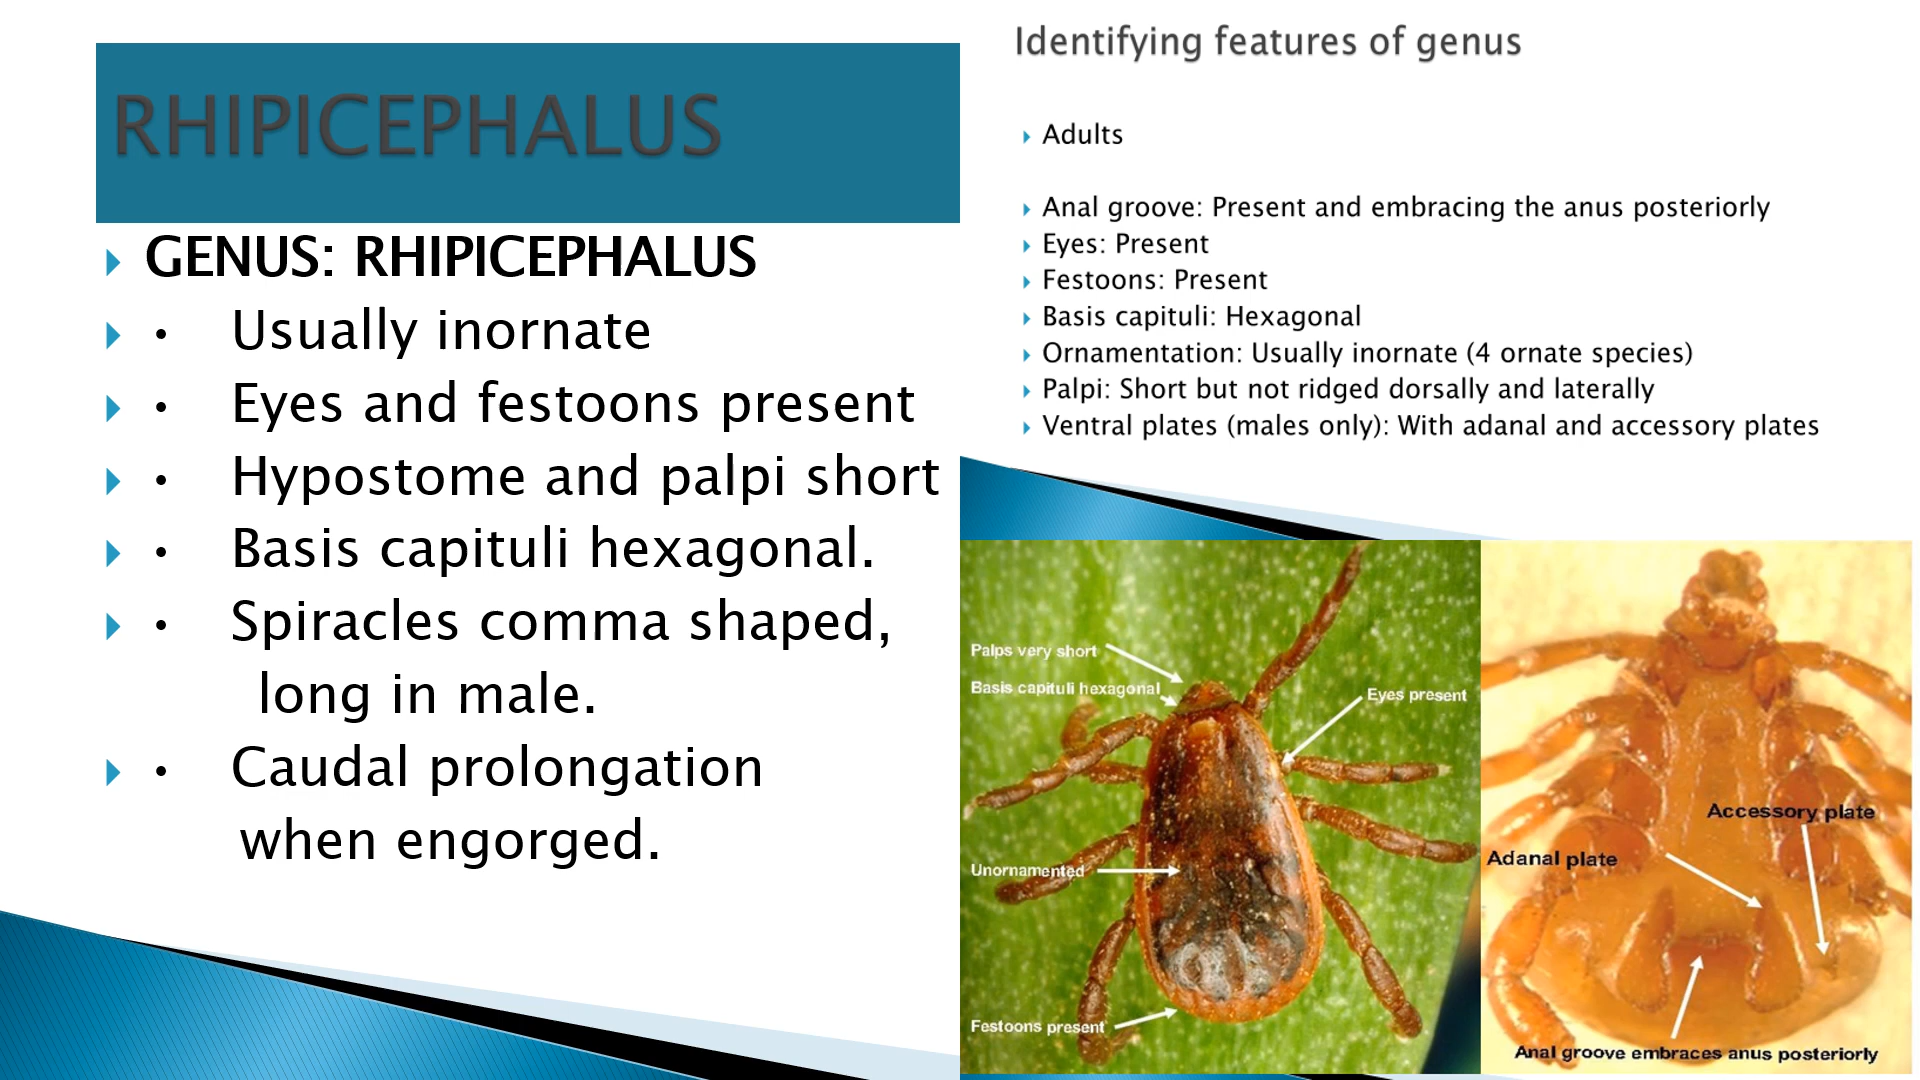 RHIPICEPHALUS
GENUS: RHIPICEPHALUS
• Usually inornate
• Eyes and festoons present
• Hypostome and palpi short
• Basis capituli hexagonal.
• Spiracles comma shaped,
long in male.
• Caudal prolongation
when engorged.
Identifying features of genus
Adults
Anal groove: Present and embracing the anus posteriorly
Eyes: Present
Festoons: Present
Basis capituli: Hexagonal
Ornamentation: Usually inornate (4 ornate species)
Palpi: Short but not ridged dorsally and laterally
Ventral plates (males only): With adanal and accessory plates
Palps very short
Basis capituli hexagonal
Eyes present
Unornamented
Festoons present
Accessory plate
Adanal plate
Anal groove embraces anus posteriorly